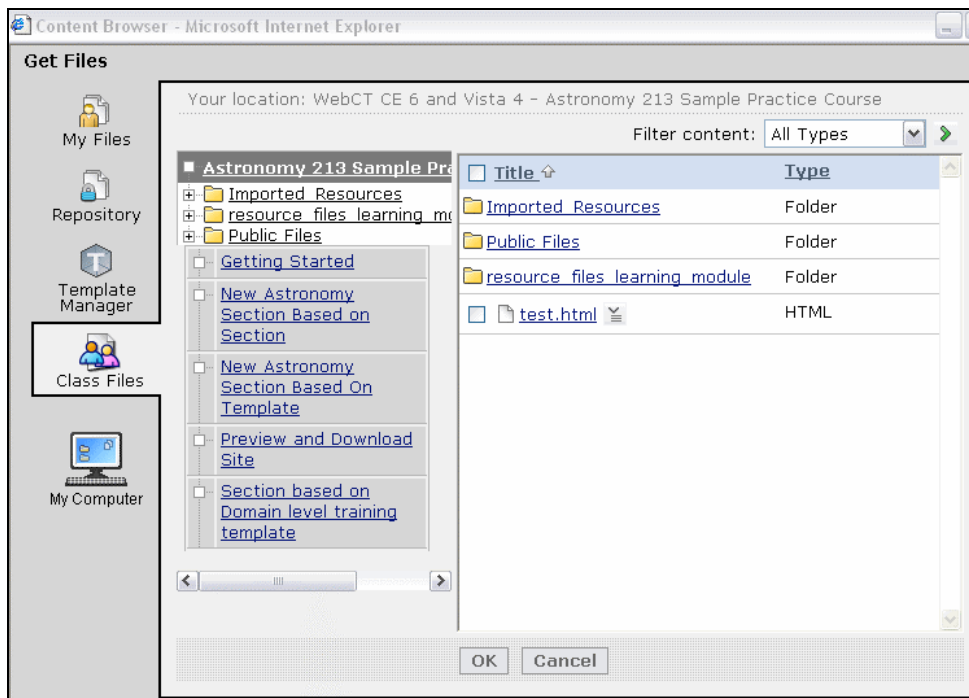 Content Browser - Microsoft Internet Explorer
Get Files
My Files
Repository
Template
Manager
Class Files
My Computer
Your location: WebCT CE 6 and Vista 4 - Astronomy 213 Sample Practice Course
Filter content: All Types
Astronomy 213 Sample Pra
Imported_Resources
resource_files_learning_mo
Public Files
Getting Started
New Astronomy
Section Based on
Section
New Astronomy
Section Based On
Template
Preview and Download
Site
Section based on
Domain level training
template
Title Type
Imported_Resources Folder
Public Files Folder
resource_files_learning_module Folder
test.html HTML
OK Cancel